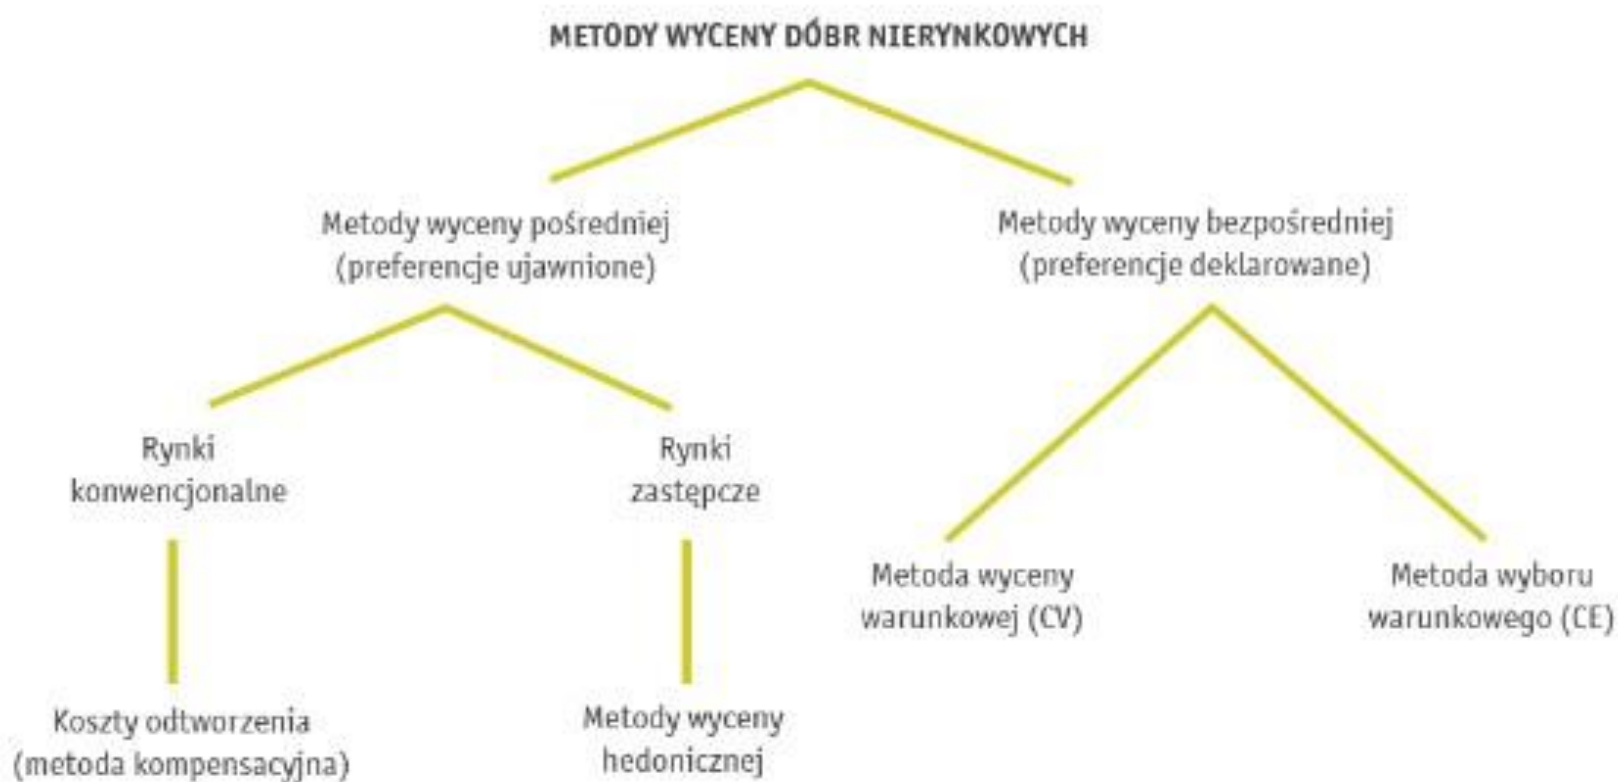 METODY WYCENY DÓBR NIERYNKOWYCH
Metody wyceny pośredniej
(preferencje ujawnione)
Metody wyceny bezpośredniej
(preferencje deklarowane)
Rynki
konwencjonalne
Rynki
zastępcze
Metoda wyceny
warunkowej (CV)
Metoda wyboru
warunkowego (CE)
Koszty odtworzenia
(metoda kompensacyjna)
Metody wyceny
hedonicznej